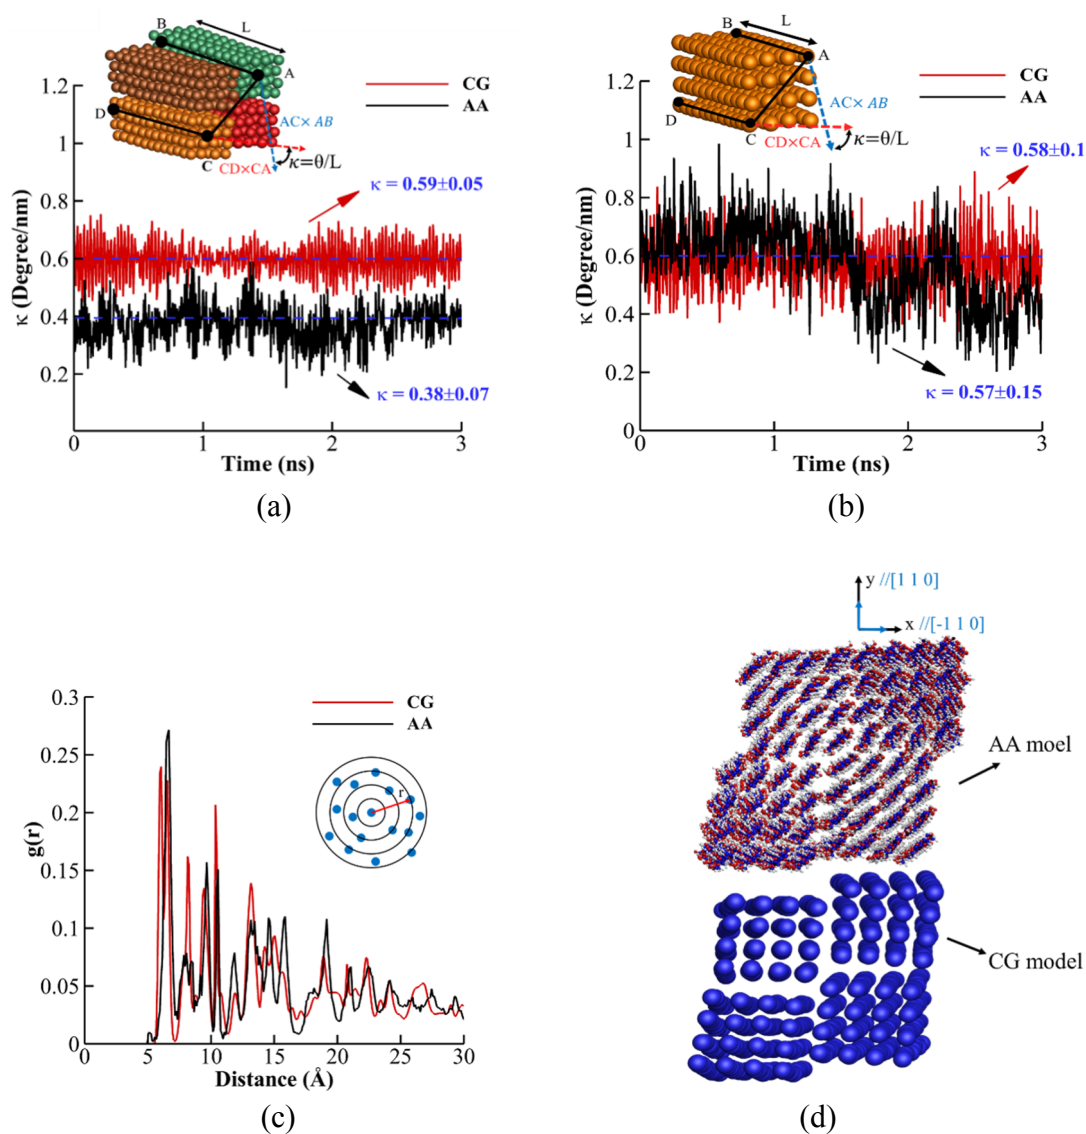 B
L
A
D
C
AC× AB
CD×CA
κ=θ/L
CG
AA
1.2
1
0.8
0.6
0.4
0.2
κ (Degree/nm)
κ = 0.59±0.05
κ = 0.38±0.07
0
1
2
3
Time (ns)
(a)
B
L
A
D
C
AC× AB
CD×CA
κ=θ/L
CG
AA
1.2
1
0.8
0.6
0.4
0.2
0
κ (Degree/nm)
κ = 0.58±0.1
κ = 0.57±0.15
0
1
2
3
Time (ns)
(b)
CG
AA
r
0.3
0.25
0.2
0.15
0.1
0.05
0
g(r)
0
5
10
15
20
25
30
Distance (Å)
(c)
y //[1 1 0]
x //[-1 1 0]
AA moel
CG model
(d)